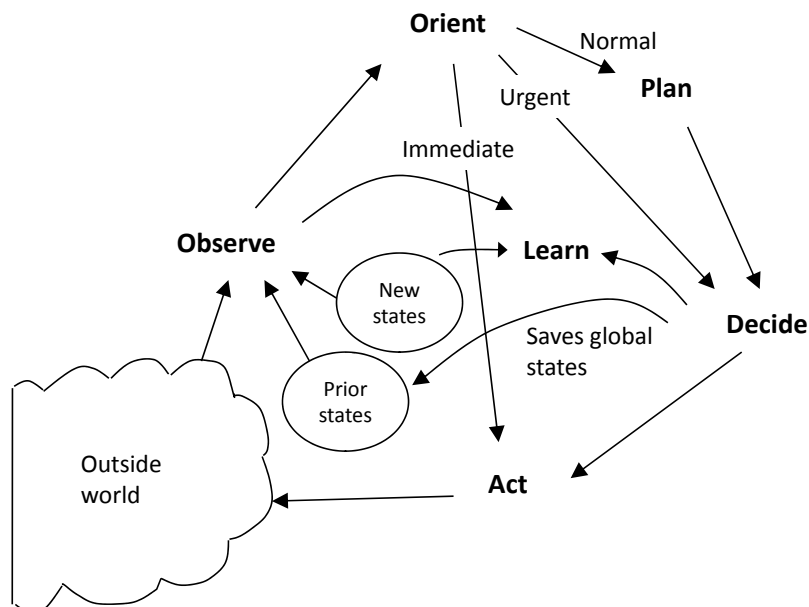 Orient
Normal
Plan
Urgent
Immediate
Observe
Learn
New
states
Decide
Saves global
states
Prior
states
Outside
world
Act